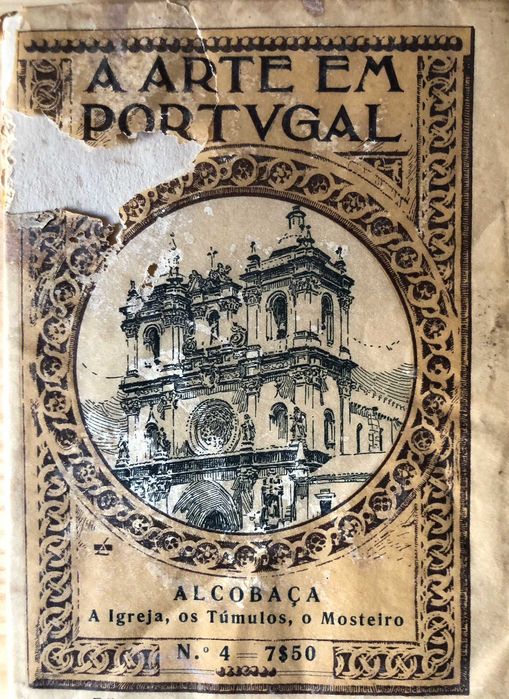 A ARTE EM
PORTVGAL
ALCOBAÇA
A Igreja, os Túmulos, o Mosteiro
N.º 4 — 7$50